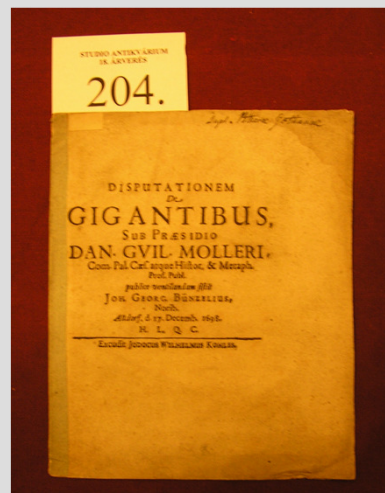 STUDIO ANTIKVÁRIUM
18. ÁRVERÉS
204.
DISPUTATIONEM
De
GIGANTIBUS,
SUB PRÆSIDIO
DAN. GVIL. MOLLERI,
Com. Pal. Cæs. atque Histor. & Metaph.
Prof. Publ.
publice ventilandam sistit
JOH. GEORG. BÜNZELIUS,
Norib.
Altdorf. d. 17. Decemb. 1698.
H. L. Q. C.
Excudit JODOCUS WILHELMUS KOHLES.